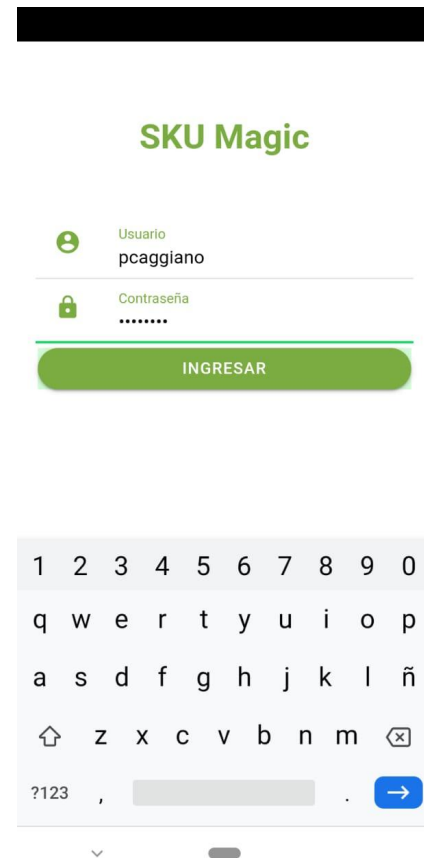 SKU Magic
Usuario
pcaggiano
Contraseña
••••••••
INGRESAR
1 2 3 4 5 6 7 8 9 0
q w e r t y u i o p
a s d f g h j k l ñ
z x c v b n m
?123 , .